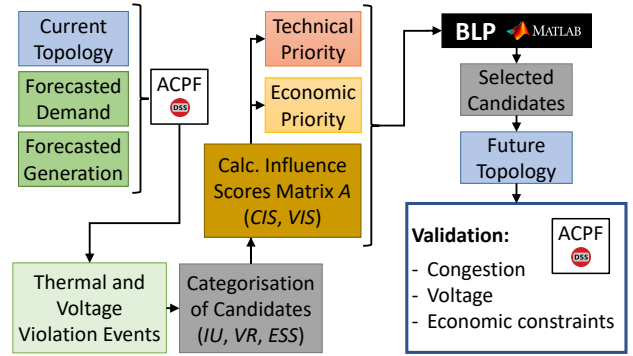 Current
Topology
Forecasted
Demand
Forecasted
Generation
ACPF
DSS
Thermal and
Voltage
Violation Events
Categorisation
of Candidates
(IU, VR, ESS)
Calc. Influence
Scores Matrix A
(CIS, VIS)
Technical
Priority
Economic
Priority
BLP MATLAB
Selected
Candidates
Future
Topology
Validation:
- Congestion
- Voltage
- Economic constraints
ACPF
DSS